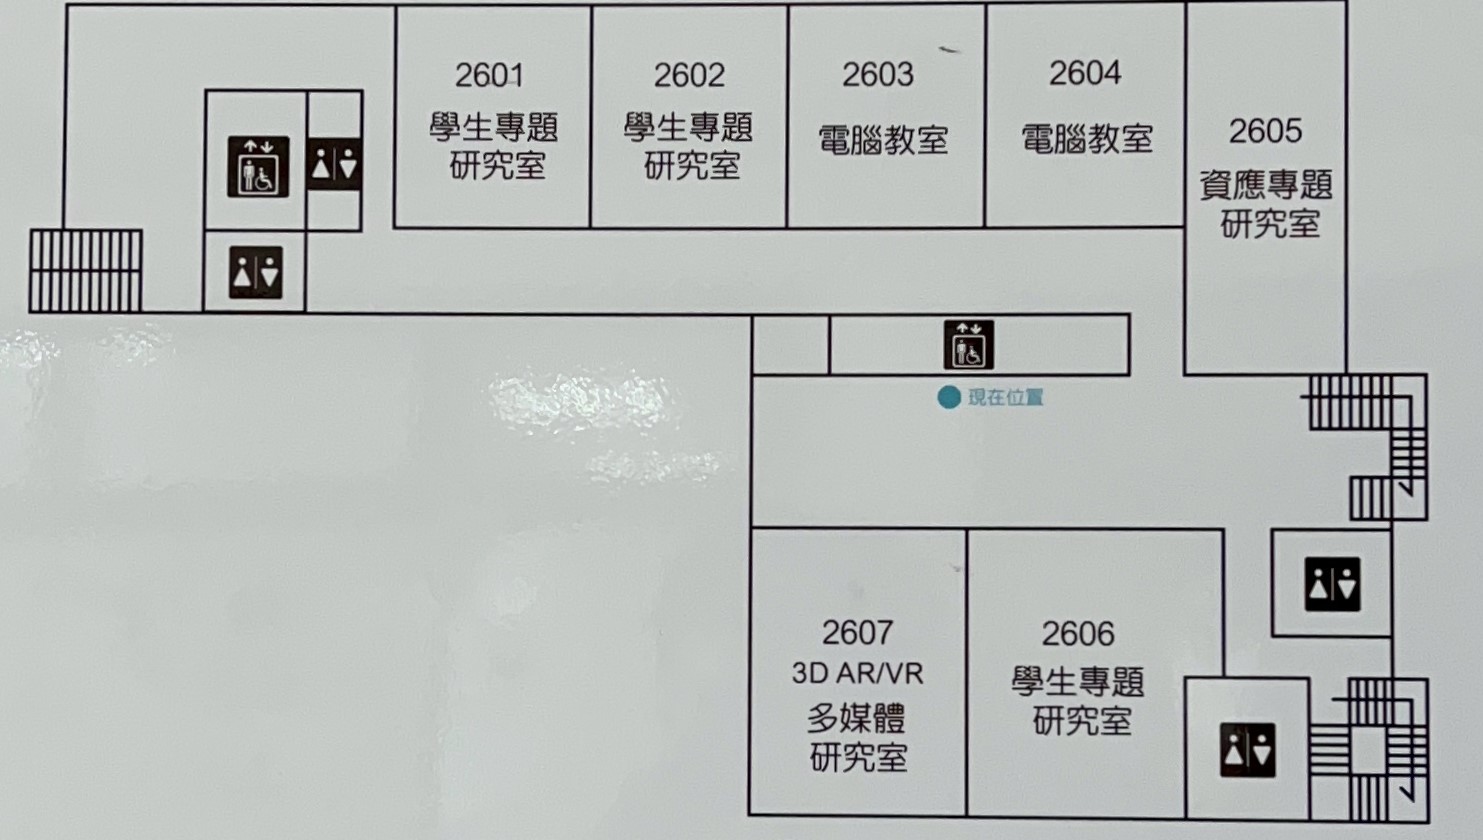 2601
學生專題
研究室
2602
學生專題
研究室
2603
電腦教室
2604
電腦教室
2605
資應專題
研究室
現在位置
2607
3D AR/VR
多媒體
研究室
2606
學生專題
研究室